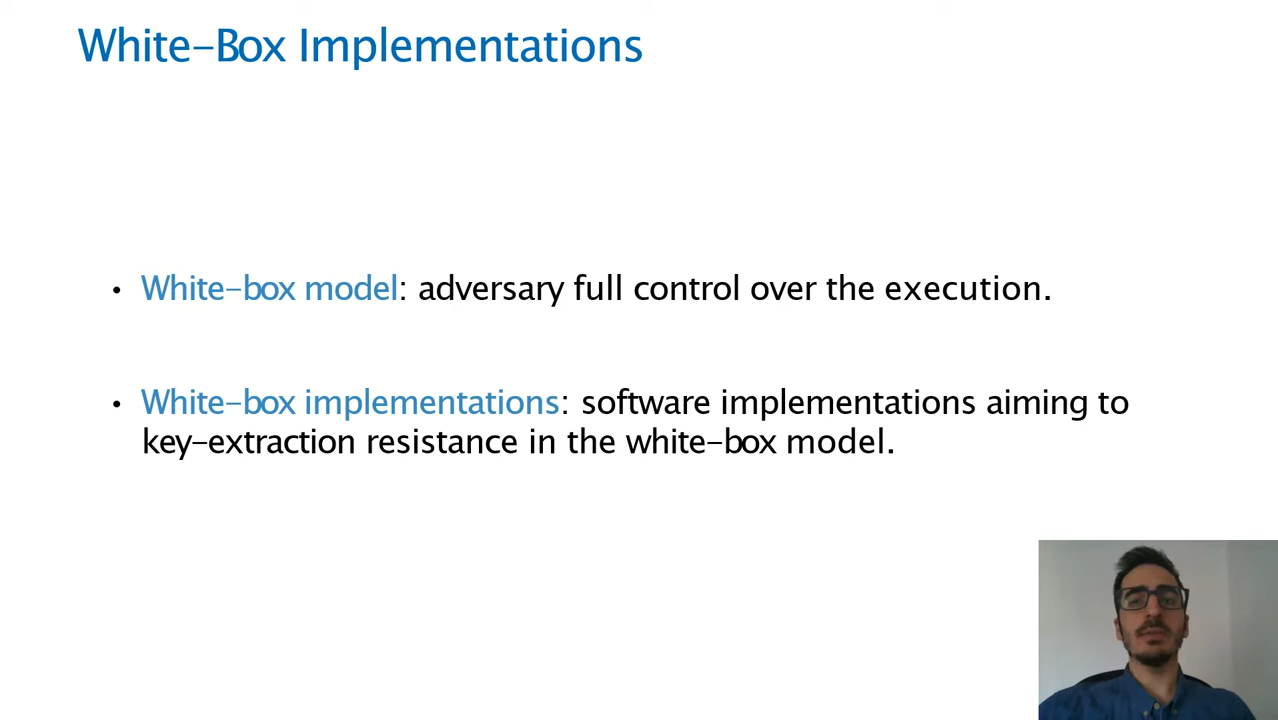 White-Box Implementations
• White-box model: adversary full control over the execution.
• White-box implementations: software implementations aiming to
key-extraction resistance in the white-box model.